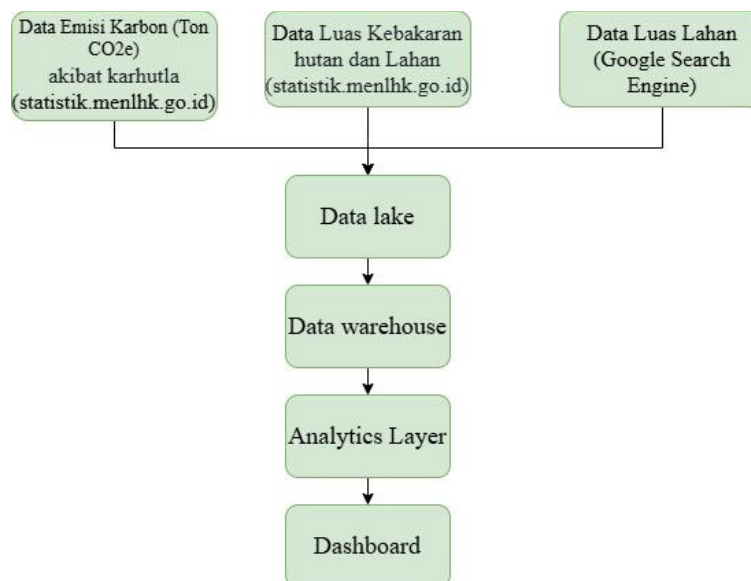 Data Emisi Karbon (Ton
CO2e)
akibat karhutla
(statistik.menlhk.go.id)
Data Luas Kebakaran
hutan dan Lahan
(statistik.menlhk.go.id)
Data Luas Lahan
(Google Search
Engine)
Data lake
Data warehouse
Analytics Layer
Dashboard